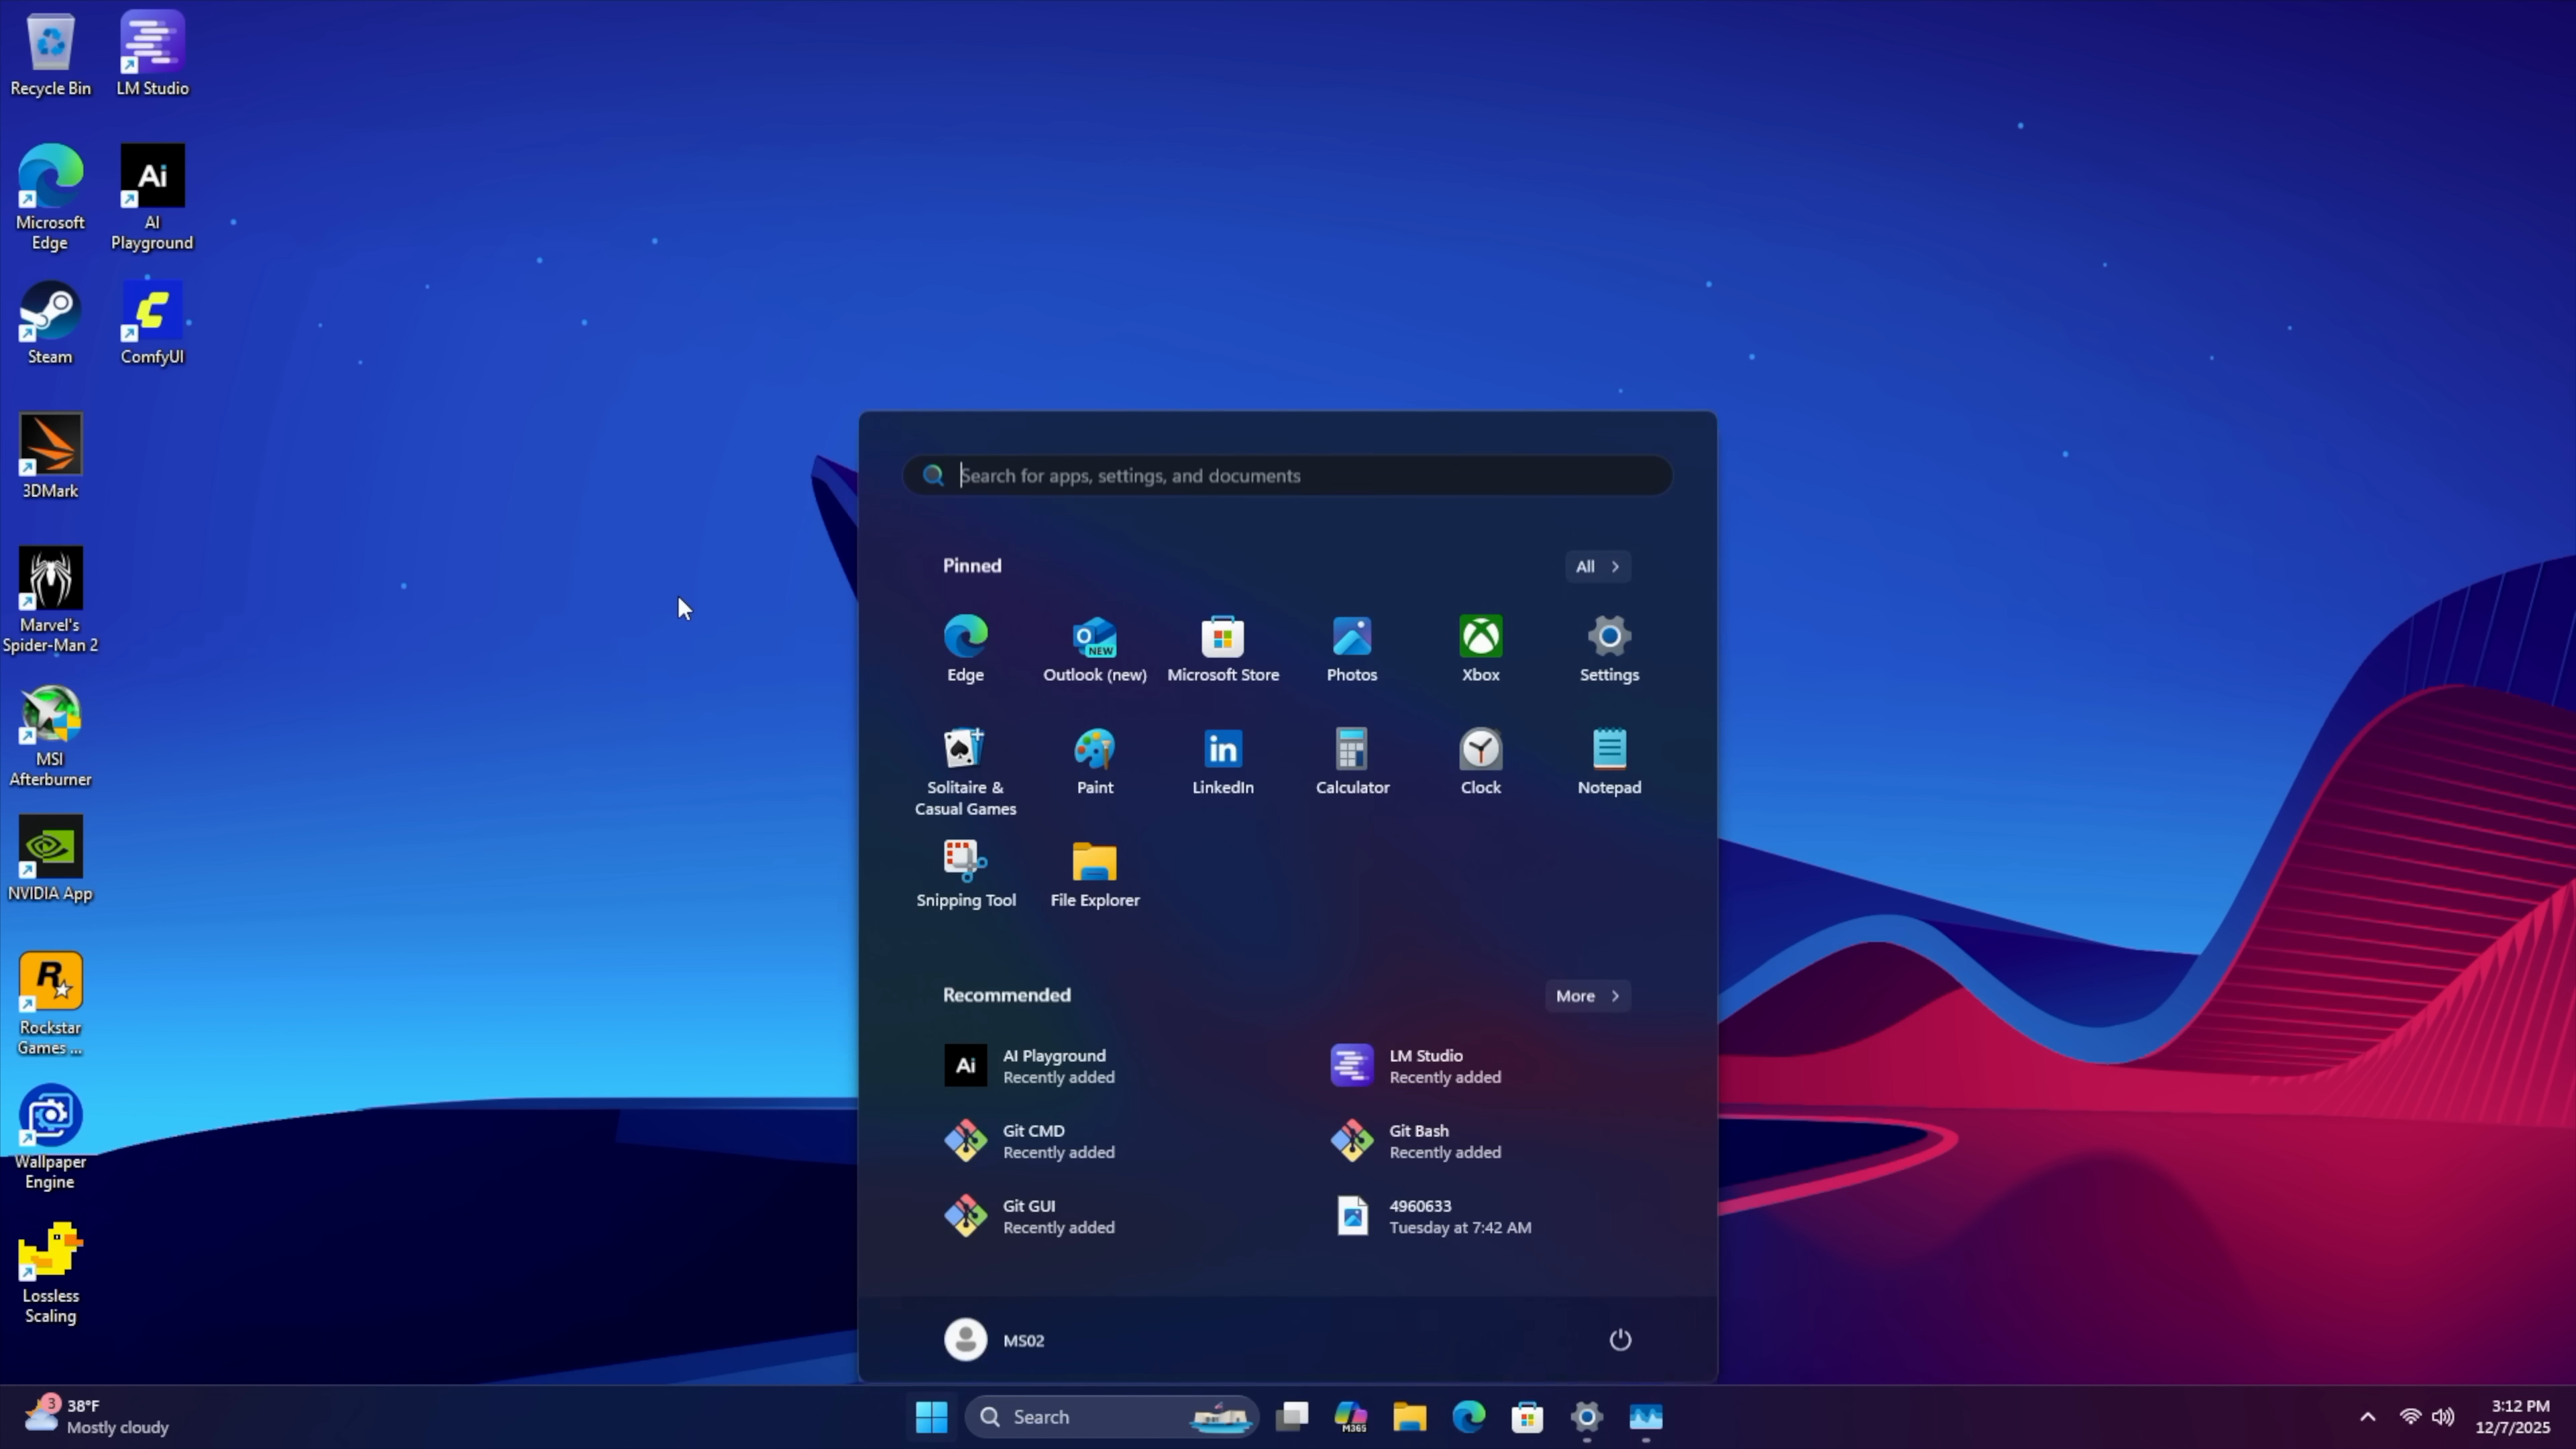 Recycle Bin
LM Studio
Microsoft
Edge
Ai
AI
Playground
Steam
ComfyUI
3DMark
Marvel's
Spider-Man 2
MSI
Afterburner
NVIDIA App
R
Rockstar
Games ...
Wallpaper
Engine
Lossless
Scaling
Search for apps, settings, and documents
Pinned
All
Edge
O NEW
Outlook (new)
Microsoft Store
Photos
Xbox
Settings
Solitaire &
Casual Games
Paint
in
LinkedIn
Calculator
Clock
Notepad
Snipping Tool
File Explorer
Recommended
More
Ai
AI Playground
Recently added
LM Studio
Recently added
Git CMD
Recently added
Git Bash
Recently added
Git GUI
Recently added
4960633
Tuesday at 7:42 AM
MS02
3
38°F
Mostly cloudy
Search
M365
3:12 PM
12/7/2025